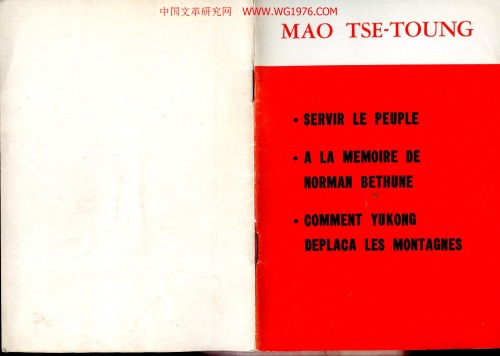 中国文革研究网 WWW.WG1976.COM
MAO TSE-TOUNG
• SERVIR LE PEUPLE
• A LA MEMOIRE DE
NORMAN BETHUNE
• COMMENT YUKONG
DEPLACA LES MONTAGNES